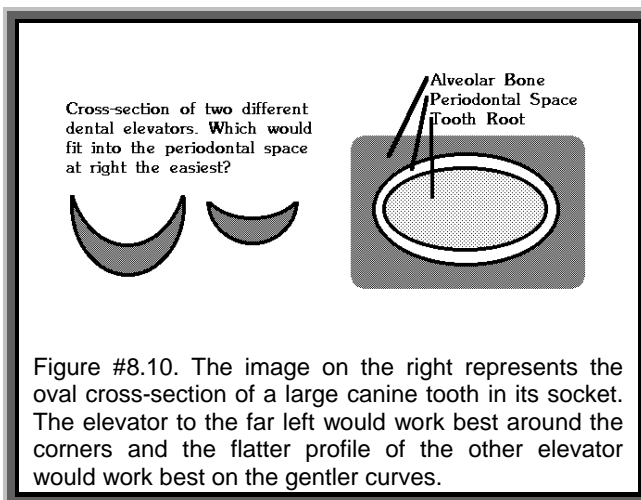 Cross-section of two different
dental elevators. Which would
fit into the periodontal space
at right the easiest?
Alveolar Bone
Periodontal Space
Tooth Root
Figure #8.10. The image on the right represents the
oval cross-section of a large canine tooth in its socket.
The elevator to the far left would work best around the
corners and the flatter profile of the other elevator
would work best on the gentler curves.